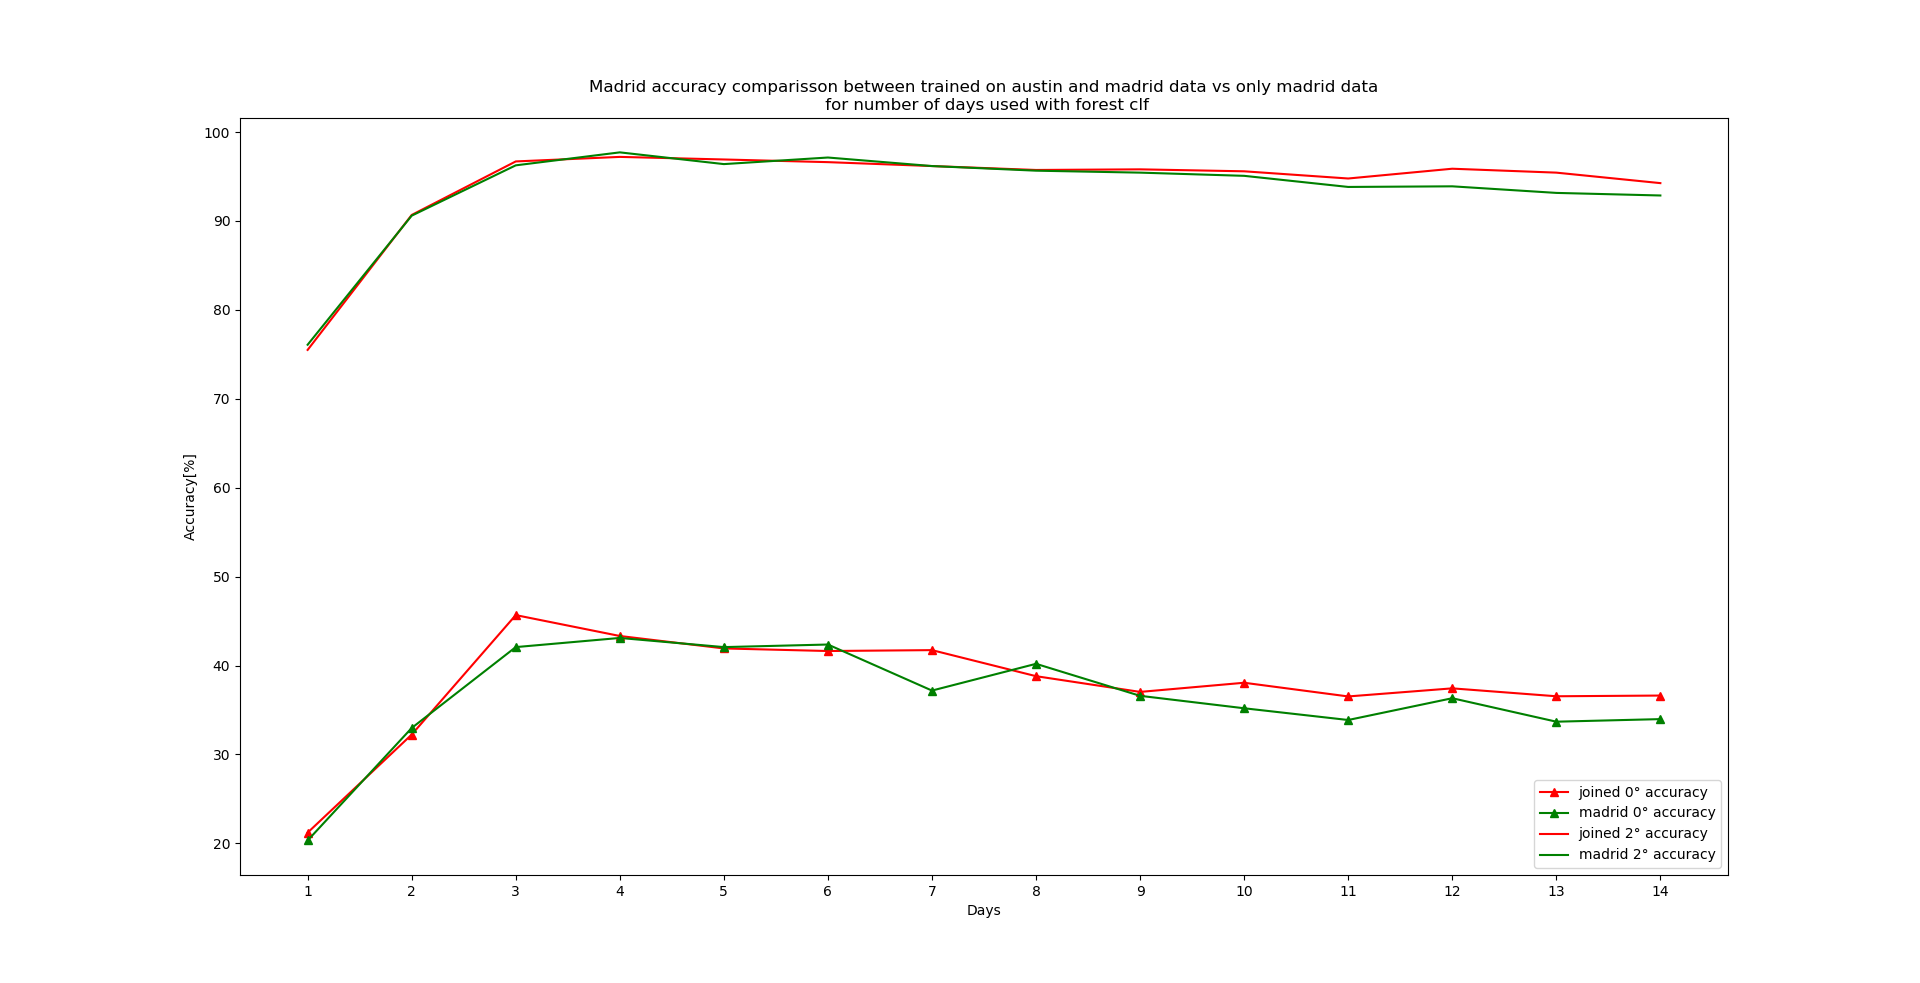 Madrid accuracy comparisson between trained on austin and madrid data vs only madrid data
for number of days used with forest clf
100
90
80
70
60
50
40
30
20
Accuracy[%]
1 2 3 4 5 6 7 8 9 10 11 12 13 14
Days
joined 0° accuracy
madrid 0° accuracy
joined 2° accuracy
madrid 2° accuracy